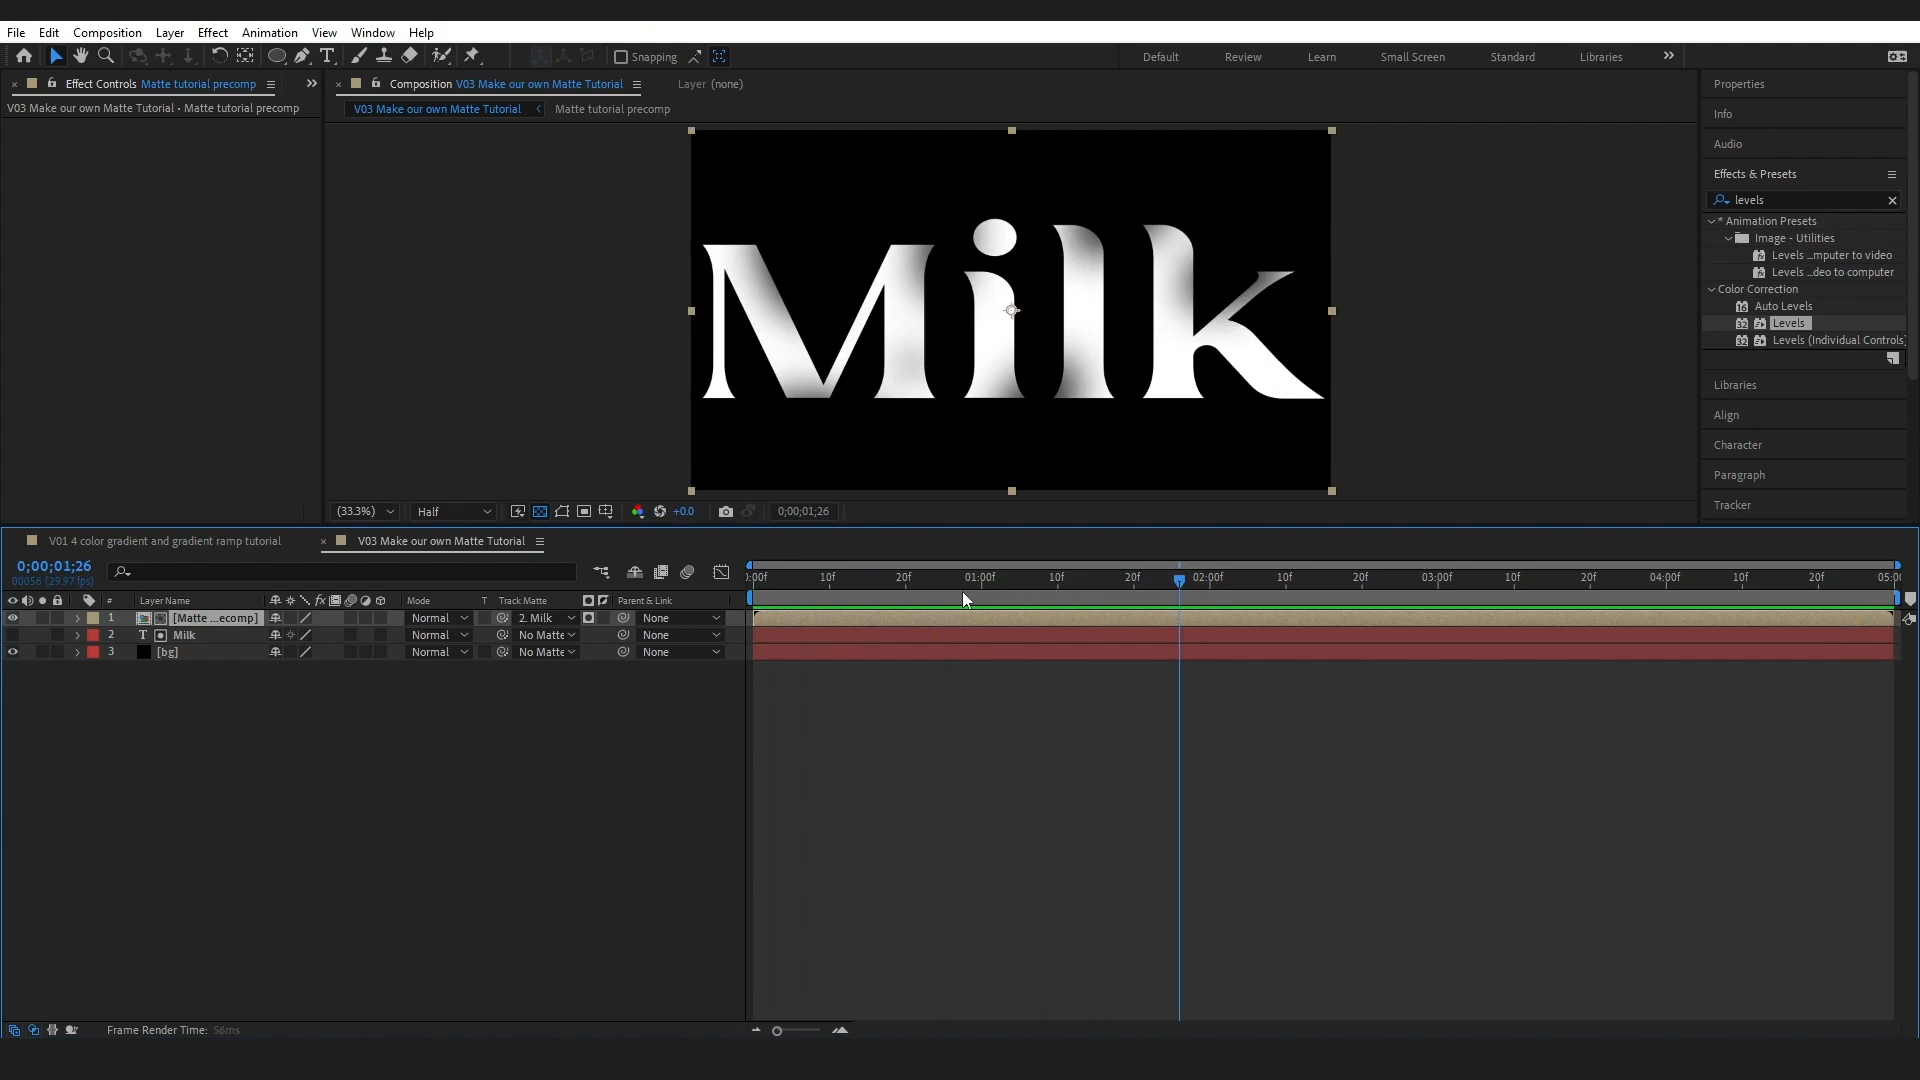 File Edit Composition Layer Effect Animation View Window Help
Snapping
Default Review Learn Small Screen Standard Libraries
Effect Controls Matte tutorial precomp
V03 Make our own Matte Tutorial • Matte tutorial precomp
Composition V03 Make our own Matte Tutorial
Layer (none)
V03 Make our own Matte Tutorial
Matte tutorial precomp
Milk
(33.3%)
Half
+0.0
0;00;01;26
Properties
Info
Audio
Effects & Presets
levels
* Animation Presets
Image - Utilities
Levels ...mputer to video
Levels ...deo to computer
Color Correction
16 Auto Levels
32 Levels
32 Levels (Individual Controls)
Libraries
Align
Character
Paragraph
Tracker
V01 4 color gradient and gradient ramp tutorial
V03 Make our own Matte Tutorial
0;00;01;26
00056 (29.97 fps)
):00f 10f 20f 01:00f 10f 20f 02:00f 10f 20f 03:00f 10f 20f 04:00f 10f 20f 05:0
# Layer Name fx Mode T Track Matte Parent & Link
1 [Matte ...ecomp] Normal 2. Milk None
2 T Milk Normal No Matte None
3 [bg] Normal No Matte None
Frame Render Time: 56ms